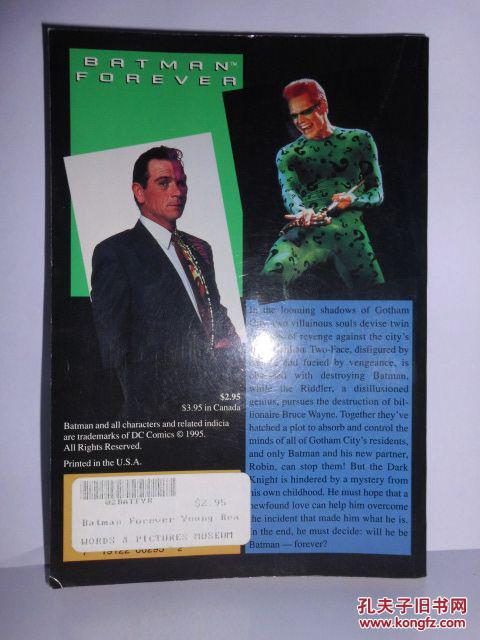 BATMAN™
FOREVER
In the looming shadows of Gotham
villainous souls devise twin
of revenge against the city's
Two-Face, disfigured by
and fueled by vengeance, is
with destroying Batman,
while the Riddler, a disillusioned
genius, pursues the destruction of bil-
lionaire Bruce Wayne. Together they've
hatched a plot to absorb and control the
minds of all of Gotham City's residents,
and only Batman and his new partner,
Robin, can stop them! But the Dark
Knight is hindered by a mystery from
his own childhood. He must hope that a
newfound love can help him overcome
the incident that made him what he is.
In the end, he must decide: will he be
Batman — forever?
$2.95
$3.95 in Canada
Batman and all characters and related indicia
are trademarks of DC Comics © 1995.
All Rights Reserved.
Printed in the U.S.A.
02BATFYR $2.95
Batman Forever Young Rea
WORDS & PICTURES MUSEUM
孔夫子旧书网
www.kongfz.com